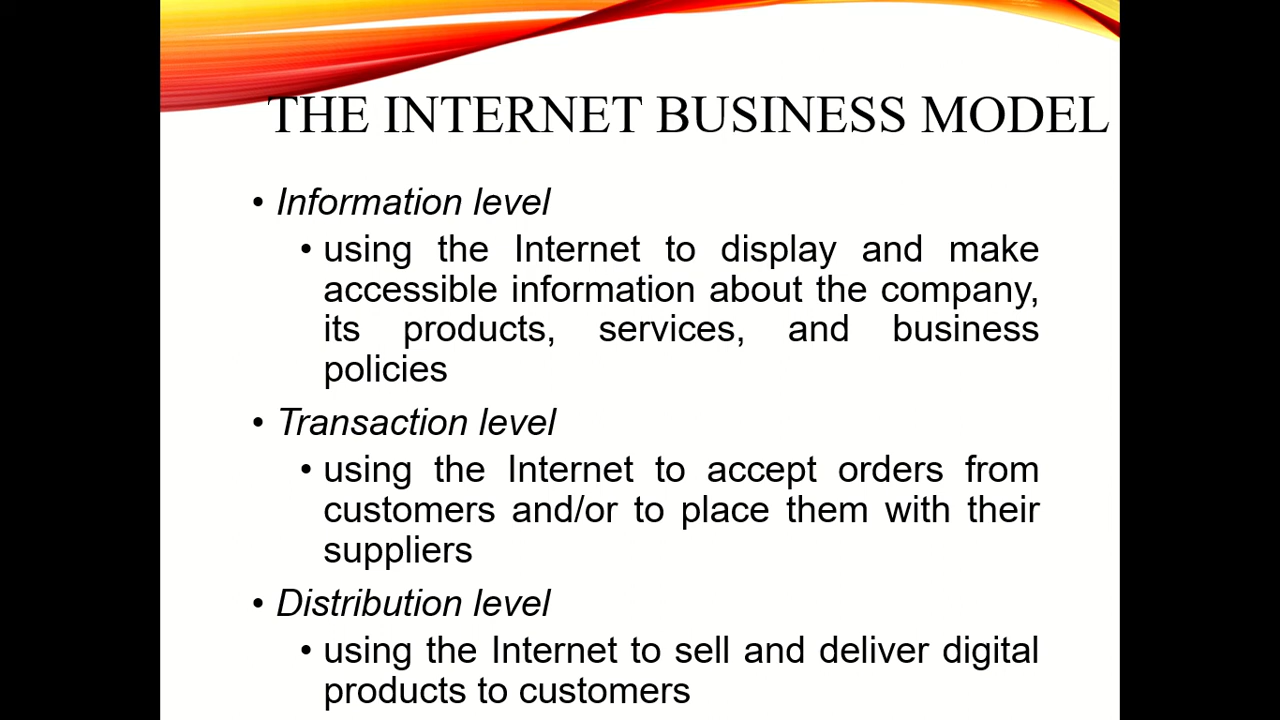 THE INTERNET BUSINESS MODEL
• Information level
• using the Internet to display and make
accessible information about the company,
its products, services, and business
policies
• Transaction level
• using the Internet to accept orders from
customers and/or to place them with their
suppliers
• Distribution level
• using the Internet to sell and deliver digital
products to customers